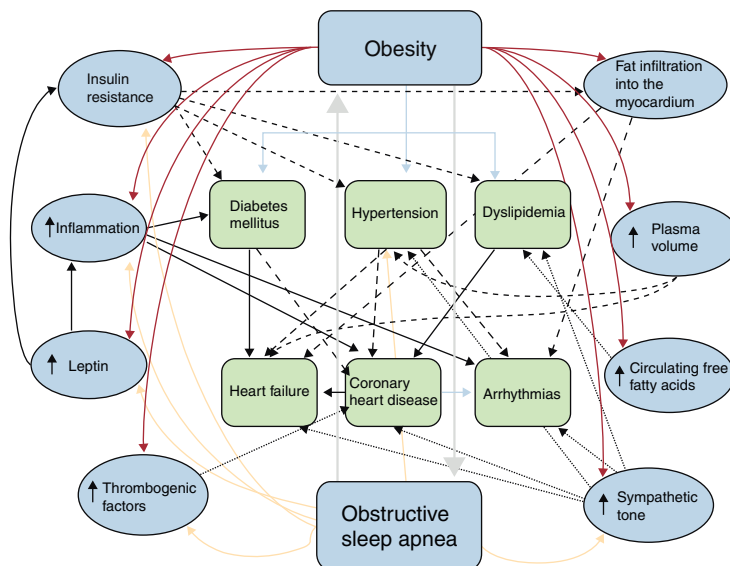 Obesity
Insulin
resistance
Fat infiltration
into the
myocardium
Diabetes
mellitus
Hypertension
Dyslipidemia
↑Inflammation
↑ Plasma
volume
↑ Leptin
Heart failure
Coronary
heart disease
Arrhythmias
↑ Circulating free
fatty acids
↑ Thrombogenic
factors
Obstructive
sleep apnea
↑ Sympathetic
tone